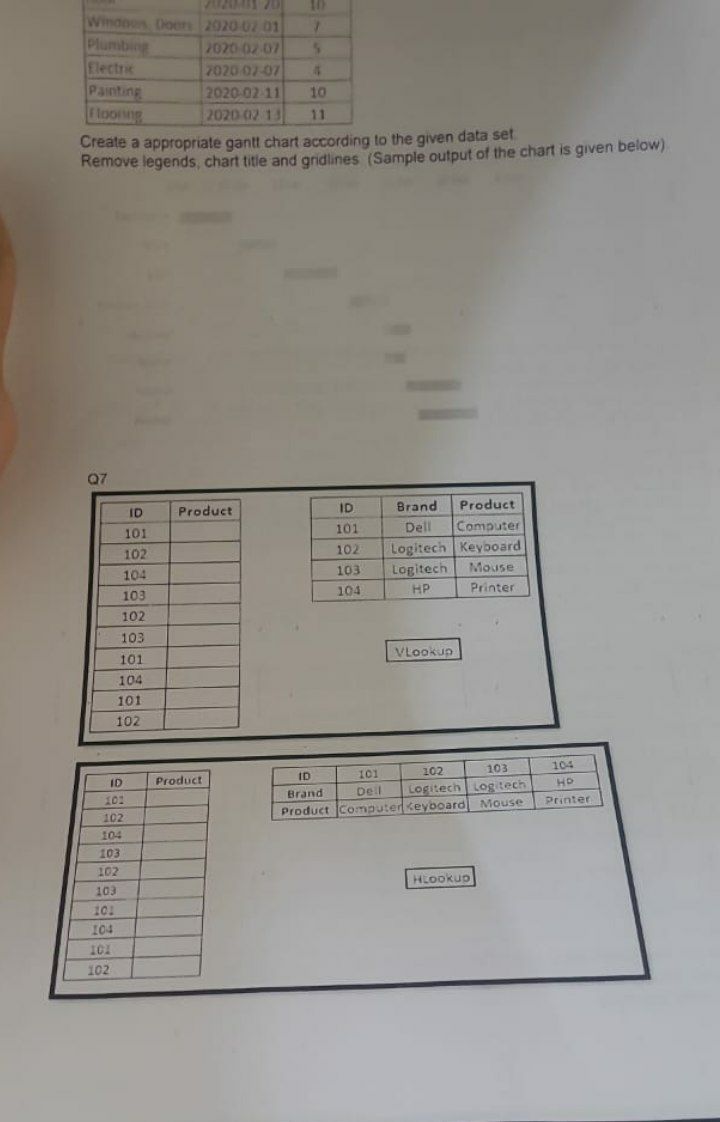 2020-01-20 10
Windows, Doors 2020-02-01 7
Plumbing 2020-02-07 5
Electric 2020-02-07 4
Painting 2020-02-11 10
Flooring 2020-02-13 11
Create a appropriate gantt chart according to the given data set.
Remove legends, chart title and gridlines. (Sample output of the chart is given below).
Q7
ID Product
101
102
104
103
102
103
101
104
101
102
ID Brand Product
101 Dell Computer
102 Logitech Keyboard
103 Logitech Mouse
104 HP Printer
VLookup
ID Product
101
102
104
103
102
103
101
104
101
102
ID 101 102 103 104
Brand Dell Logitech Logitech HP
Product Computer Keyboard Mouse Printer
HLookup